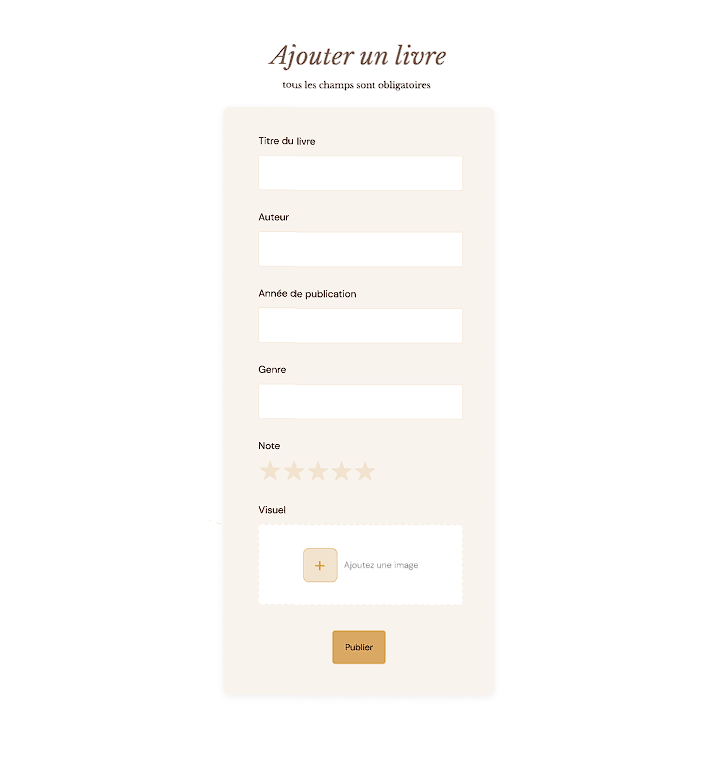 Ajouter un livre
tous les champs sont obligatoires
Titre du livre
Auteur
Année de publication
Genre
Note
Visuel
+ Ajoutez une image
Publier